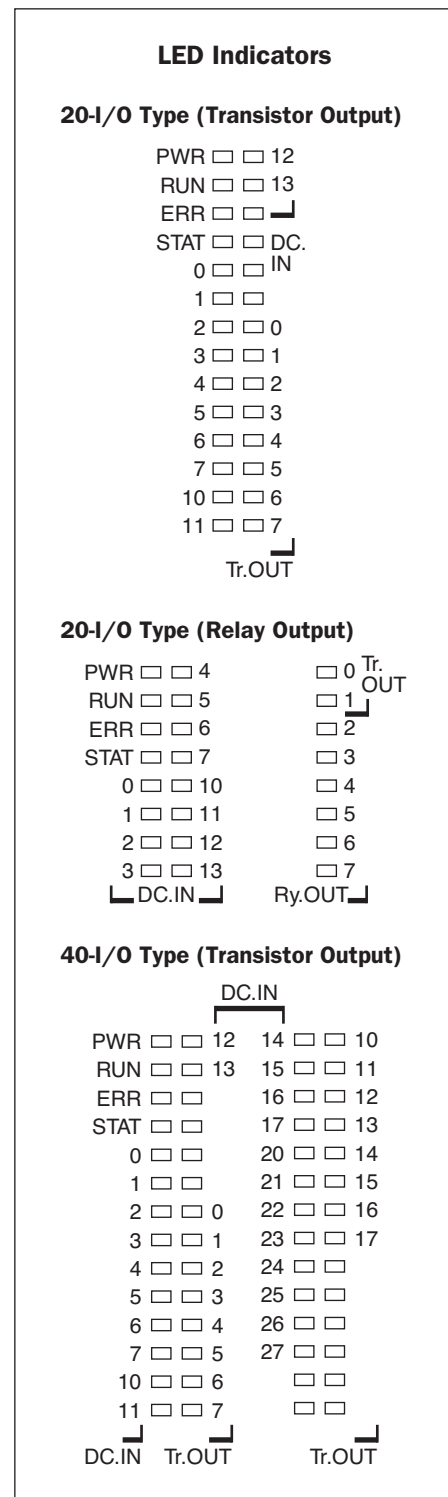 LED Indicators
20-I/O Type (Transistor Output)
PWR 12
RUN 13
ERR
STAT DC.
IN
0
1
2 0
3 1
4 2
5 3
6 4
7 5
10 6
11 7
Tr.OUT
20-I/O Type (Relay Output)
PWR 4 0 Tr.
OUT
RUN 5 1
ERR 6 2
STAT 7 3
0 10 4
1 11 5
2 12 6
3 13 7
DC.IN Ry.OUT
40-I/O Type (Transistor Output)
DC.IN
PWR 12 14 10
RUN 13 15 11
ERR 16 12
STAT 17 13
0 20 14
1 21 15
2 0 22 16
3 1 23 17
4 2 24
5 3 25
6 4 26
7 5 27
10 6
11 7
DC.IN Tr.OUT Tr.OUT